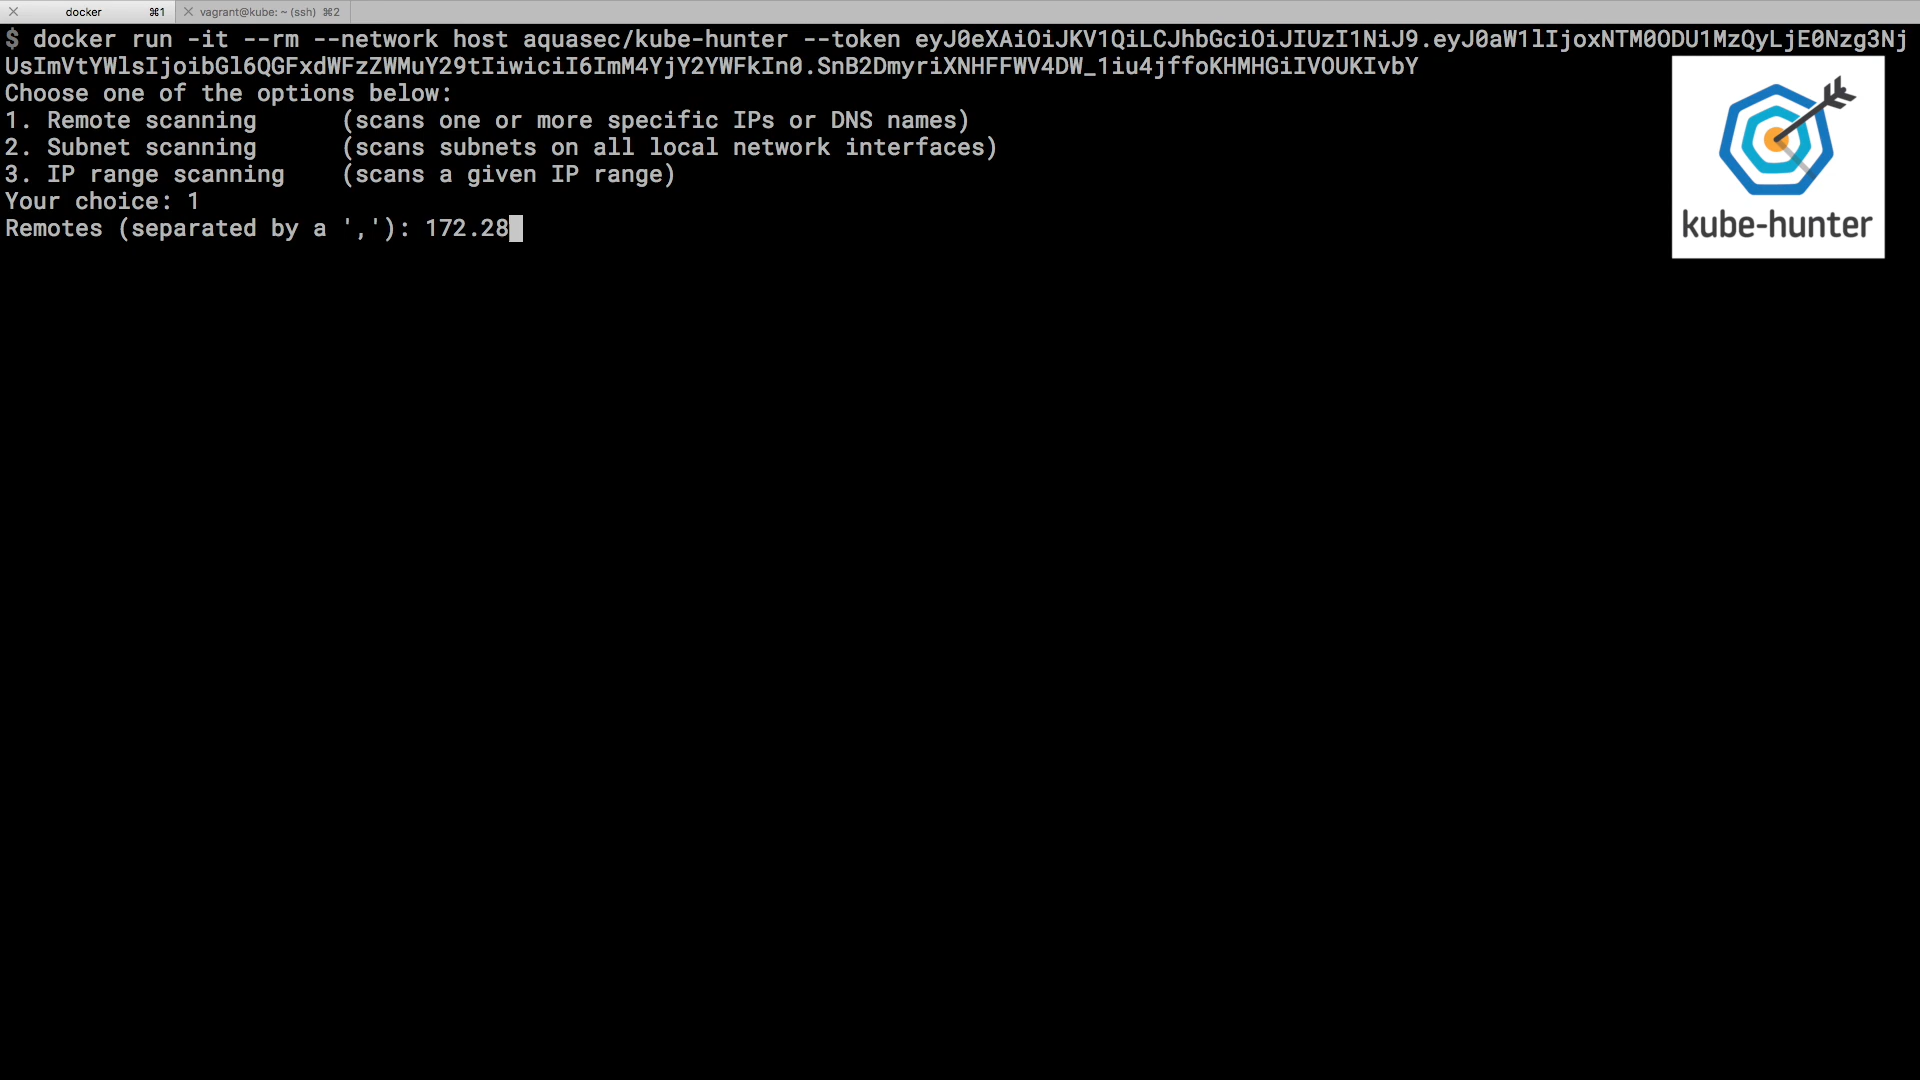 docker ⌘1 vagrant@kube: ~ (ssh) ⌘2
$ docker run -it --rm --network host aquasec/kube-hunter --token eyJ0eXAiOiJKV1QiLCJhbGciOiJIUzI1NiJ9.eyJ0aW1lIjoxNTM0ODU1MzQyLjE0Nzg3Nj
UsImVtYWlsIjoibGl6QGFxdWFzZWMuY29tIiwiciI6ImM4YjY2YWFkIn0.SnB2DmyriXNHFFWV4DW_1iu4jffoKHMHGiIVOUKIvbY
Choose one of the options below:
1. Remote scanning      (scans one or more specific IPs or DNS names)
2. Subnet scanning      (scans subnets on all local network interfaces)
3. IP range scanning    (scans a given IP range)
Your choice: 1
Remotes (separated by a ','): 172.28
kube-hunter